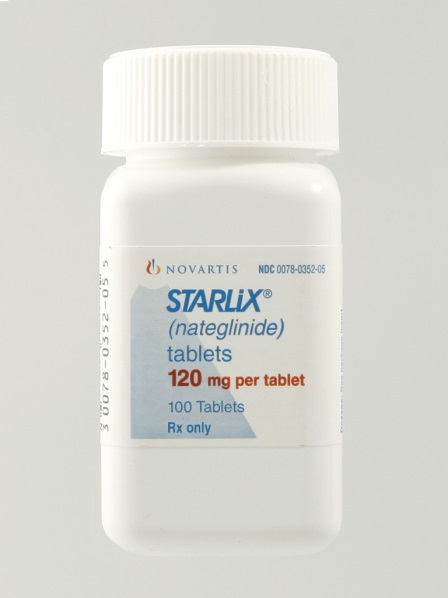 NOVARTIS
NDC 0078-0352-05
STARLiX®
(nateglinide)
tablets
120 mg per tablet
100 Tablets
Rx only
3 0078-0352-05 5